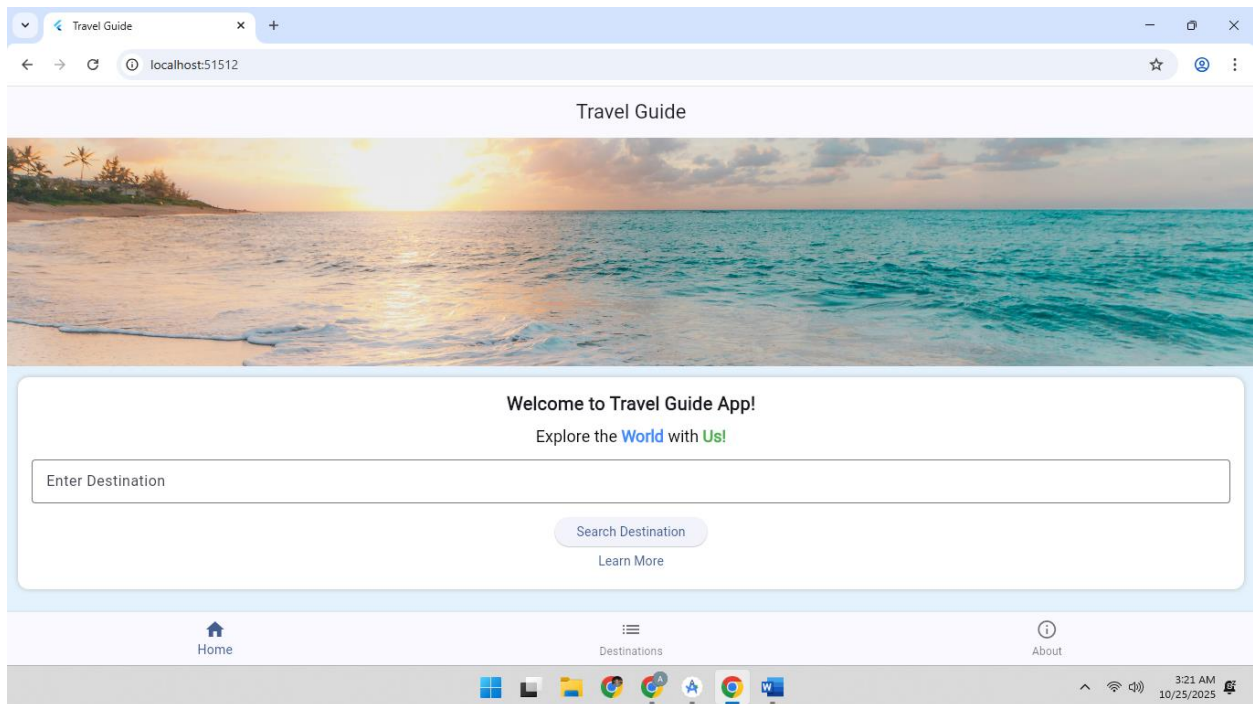 Travel Guide
localhost:51512
Travel Guide
Welcome to Travel Guide App!
Explore the World with Us!
Enter Destination
Search Destination
Learn More
Home
Destinations
About
A
W
3:21 AM
10/25/2025